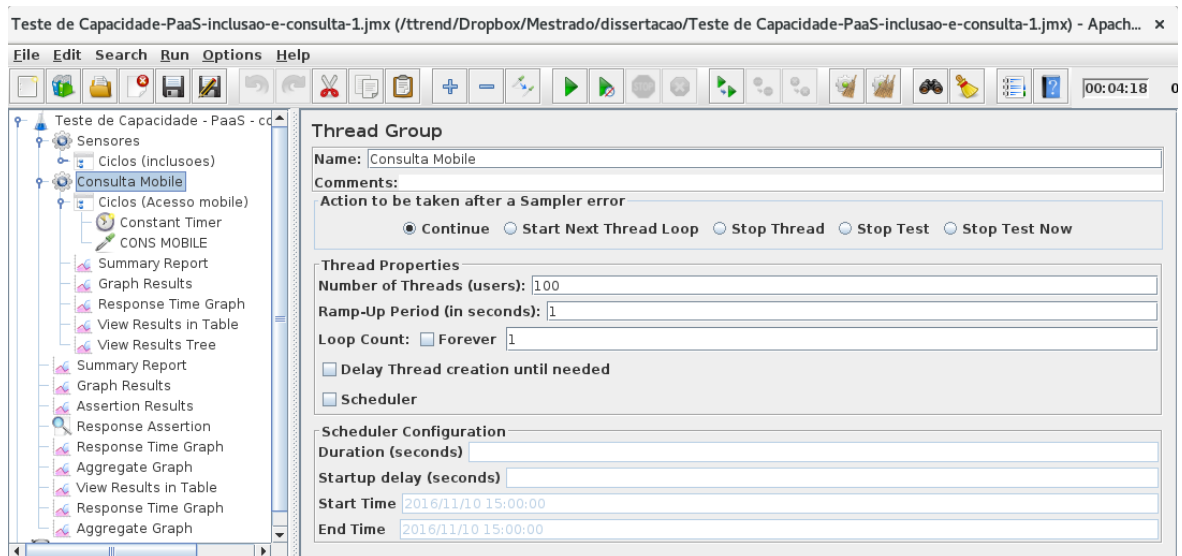 Teste de Capacidade-PaaS-inclusao-e-consulta-1.jmx (/ttrend/Dropbox/Mestrado/dissertacao/Teste de Capacidade-PaaS-inclusao-e-consulta-1.jmx) - Apach... ×
File Edit Search Run Options Help
STOP 00:04:18 0
Teste de Capacidade - PaaS - co
Sensores
Ciclos (inclusoes)
Consulta Mobile
Ciclos (Acesso mobile)
Constant Timer
CONS MOBILE
Summary Report
Graph Results
Response Time Graph
View Results in Table
View Results Tree
Summary Report
Graph Results
Assertion Results
Response Assertion
Response Time Graph
Aggregate Graph
View Results in Table
Response Time Graph
Aggregate Graph
Thread Group
Name: Consulta Mobile
Comments:
Action to be taken after a Sampler error
Continue Start Next Thread Loop Stop Thread Stop Test Stop Test Now
Thread Properties
Number of Threads (users): 100
Ramp-Up Period (in seconds): 1
Loop Count: Forever 1
Delay Thread creation until needed
Scheduler
Scheduler Configuration
Duration (seconds)
Startup delay (seconds)
Start Time 2016/11/10 15:00:00
End Time 2016/11/10 15:00:00